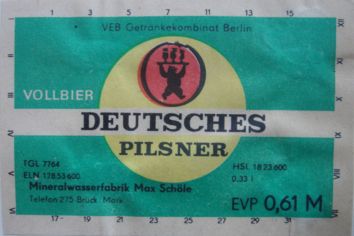 1 3 5 7 9 11 13 15
VEB Getränkekombinat Berlin
VOLLBIER
DEUTSCHES
PILSNER
TGL 7764
HSL 18 23 600
ELN 178 53 600
0,33 l
Mineralwasserfabrik Max Schöle
Telefon 275 Brück Mark
EVP 0,61 M
17 19 21 23 25 27 29 31